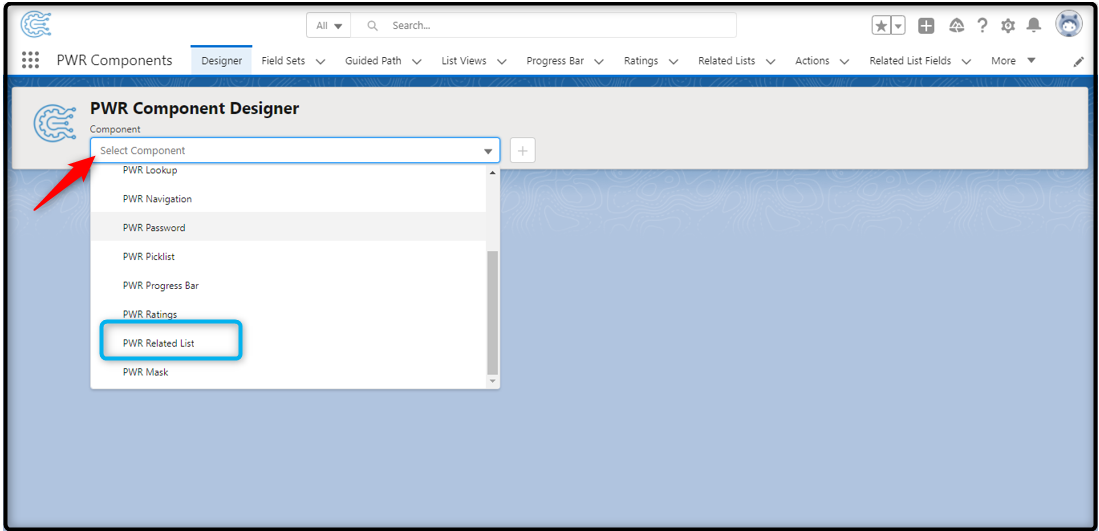 All
Search...
PWR Components
Designer
Field Sets
Guided Path
List Views
Progress Bar
Ratings
Related Lists
Actions
Related List Fields
More
PWR Component Designer
Component
Select Component
PWR Lookup
PWR Navigation
PWR Password
PWR Picklist
PWR Progress Bar
PWR Ratings
PWR Related List
PWR Mask